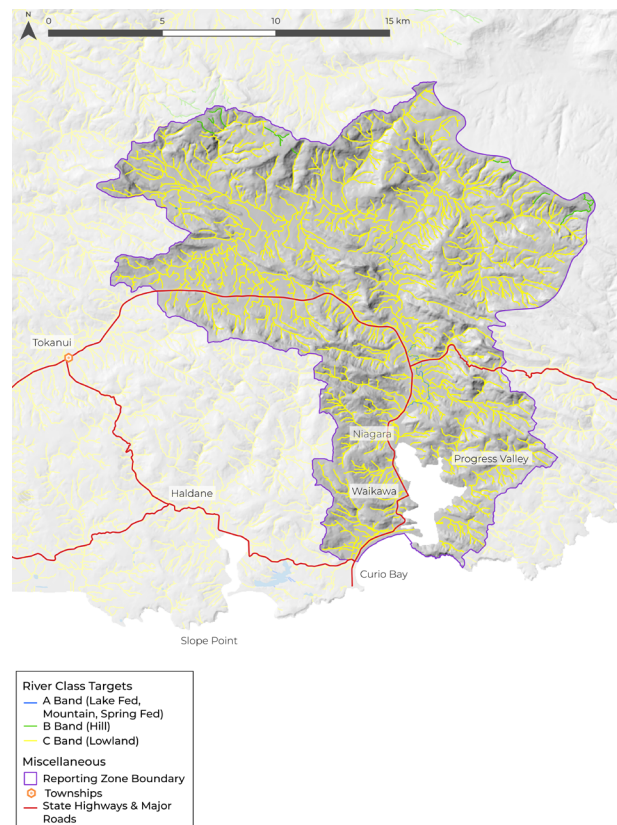 N
0 5 10 15 km
Tokanui
Niagara
Progress Valley
Waikawa
Haldane
Curio Bay
Slope Point
River Class Targets
A Band (Lake Fed,
Mountain, Spring Fed)
B Band (Hill)
C Band (Lowland)
Miscellaneous
Reporting Zone Boundary
Townships
State Highways & Major
Roads